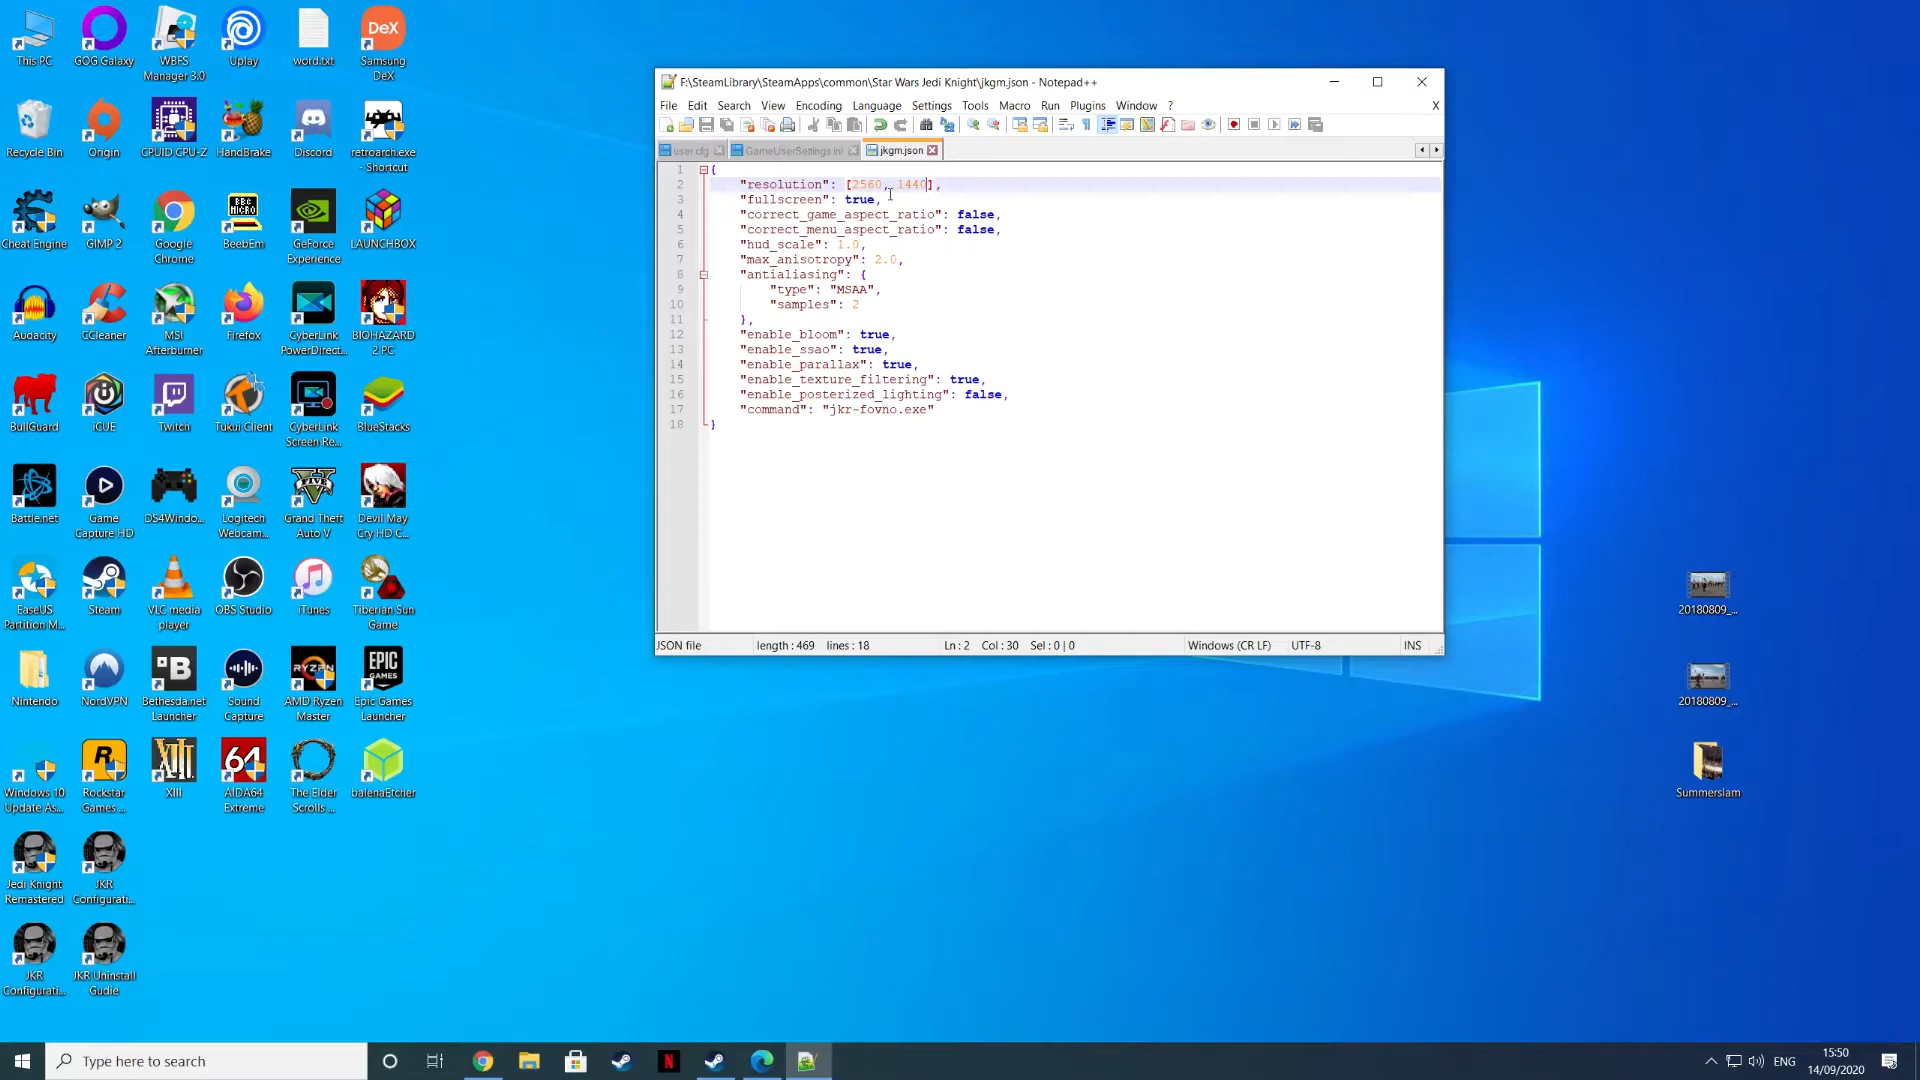 This PC
GOG Galaxy
WBFS
Manager 3.0
Uplay
word.txt
DeX
Samsung
DeX
Recycle Bin
Origin
CPUID CPU-Z
HandBrake
Discord
retroarch.exe
- Shortcut
Cheat Engine
GIMP 2
Google
Chrome
BBC
MICRO
BeebEm
GeForce
Experience
LAUNCHBOX
Audacity
CCleaner
MSI
Afterburner
Firefox
CyberLink
PowerDirect...
BIOHAZARD
2 PC
BullGuard
iCUE
Twitch
Tukui Client
CyberLink
Screen Re...
BlueStacks
Battle.net
Game
Capture HD
DS4Windo...
Logitech
Webcam...
FIVE
Grand Theft
Auto V
Devil May
Cry HD C...
EaseUS
Partition M...
Steam
VLC media
player
OBS Studio
iTunes
Tiberian Sun
Game
Nintendo
NordVPN
B
Bethesda.net
Launcher
Sound
Capture
RYZEN
AMD Ryzen
Master
EPIC
GAMES
Epic Games
Launcher
Windows 10
Update As...
R
Rockstar
Games ...
XIII
XIII
64
AIDA64
Extreme
The Elder
Scrolls ...
balenaEtcher
Jedi Knight
Remastered
JKR
Configurati...
JKR
Configurati...
JKR Uninstall
Gudie
F:\SteamLibrary\SteamApps\common\Star Wars Jedi Knight\jkgm.json - Notepad++
File Edit Search View Encoding Language Settings Tools Macro Run Plugins Window ?
X
user.cfg GameUserSettings.ini jkgm.json
1 {
2 "resolution": [2560, 1440],
3 "fullscreen": true,
4 "correct_game_aspect_ratio": false,
5 "correct_menu_aspect_ratio": false,
6 "hud_scale": 1.0,
7 "max_anisotropy": 2.0,
8 "antialiasing": {
9 "type": "MSAA",
10 "samples": 2
11 },
12 "enable_bloom": true,
13 "enable_ssao": true,
14 "enable_parallax": true,
15 "enable_texture_filtering": true,
16 "enable_posterized_lighting": false,
17 "command": "jkr-fovno.exe"
18 }
JSON file length : 469 lines : 18 Ln : 2 Col : 30 Sel : 0 | 0 Windows (CR LF) UTF-8 INS
20180809_...
20180809_...
Summerslam
Type here to search
N
ENG
15:50
14/09/2020